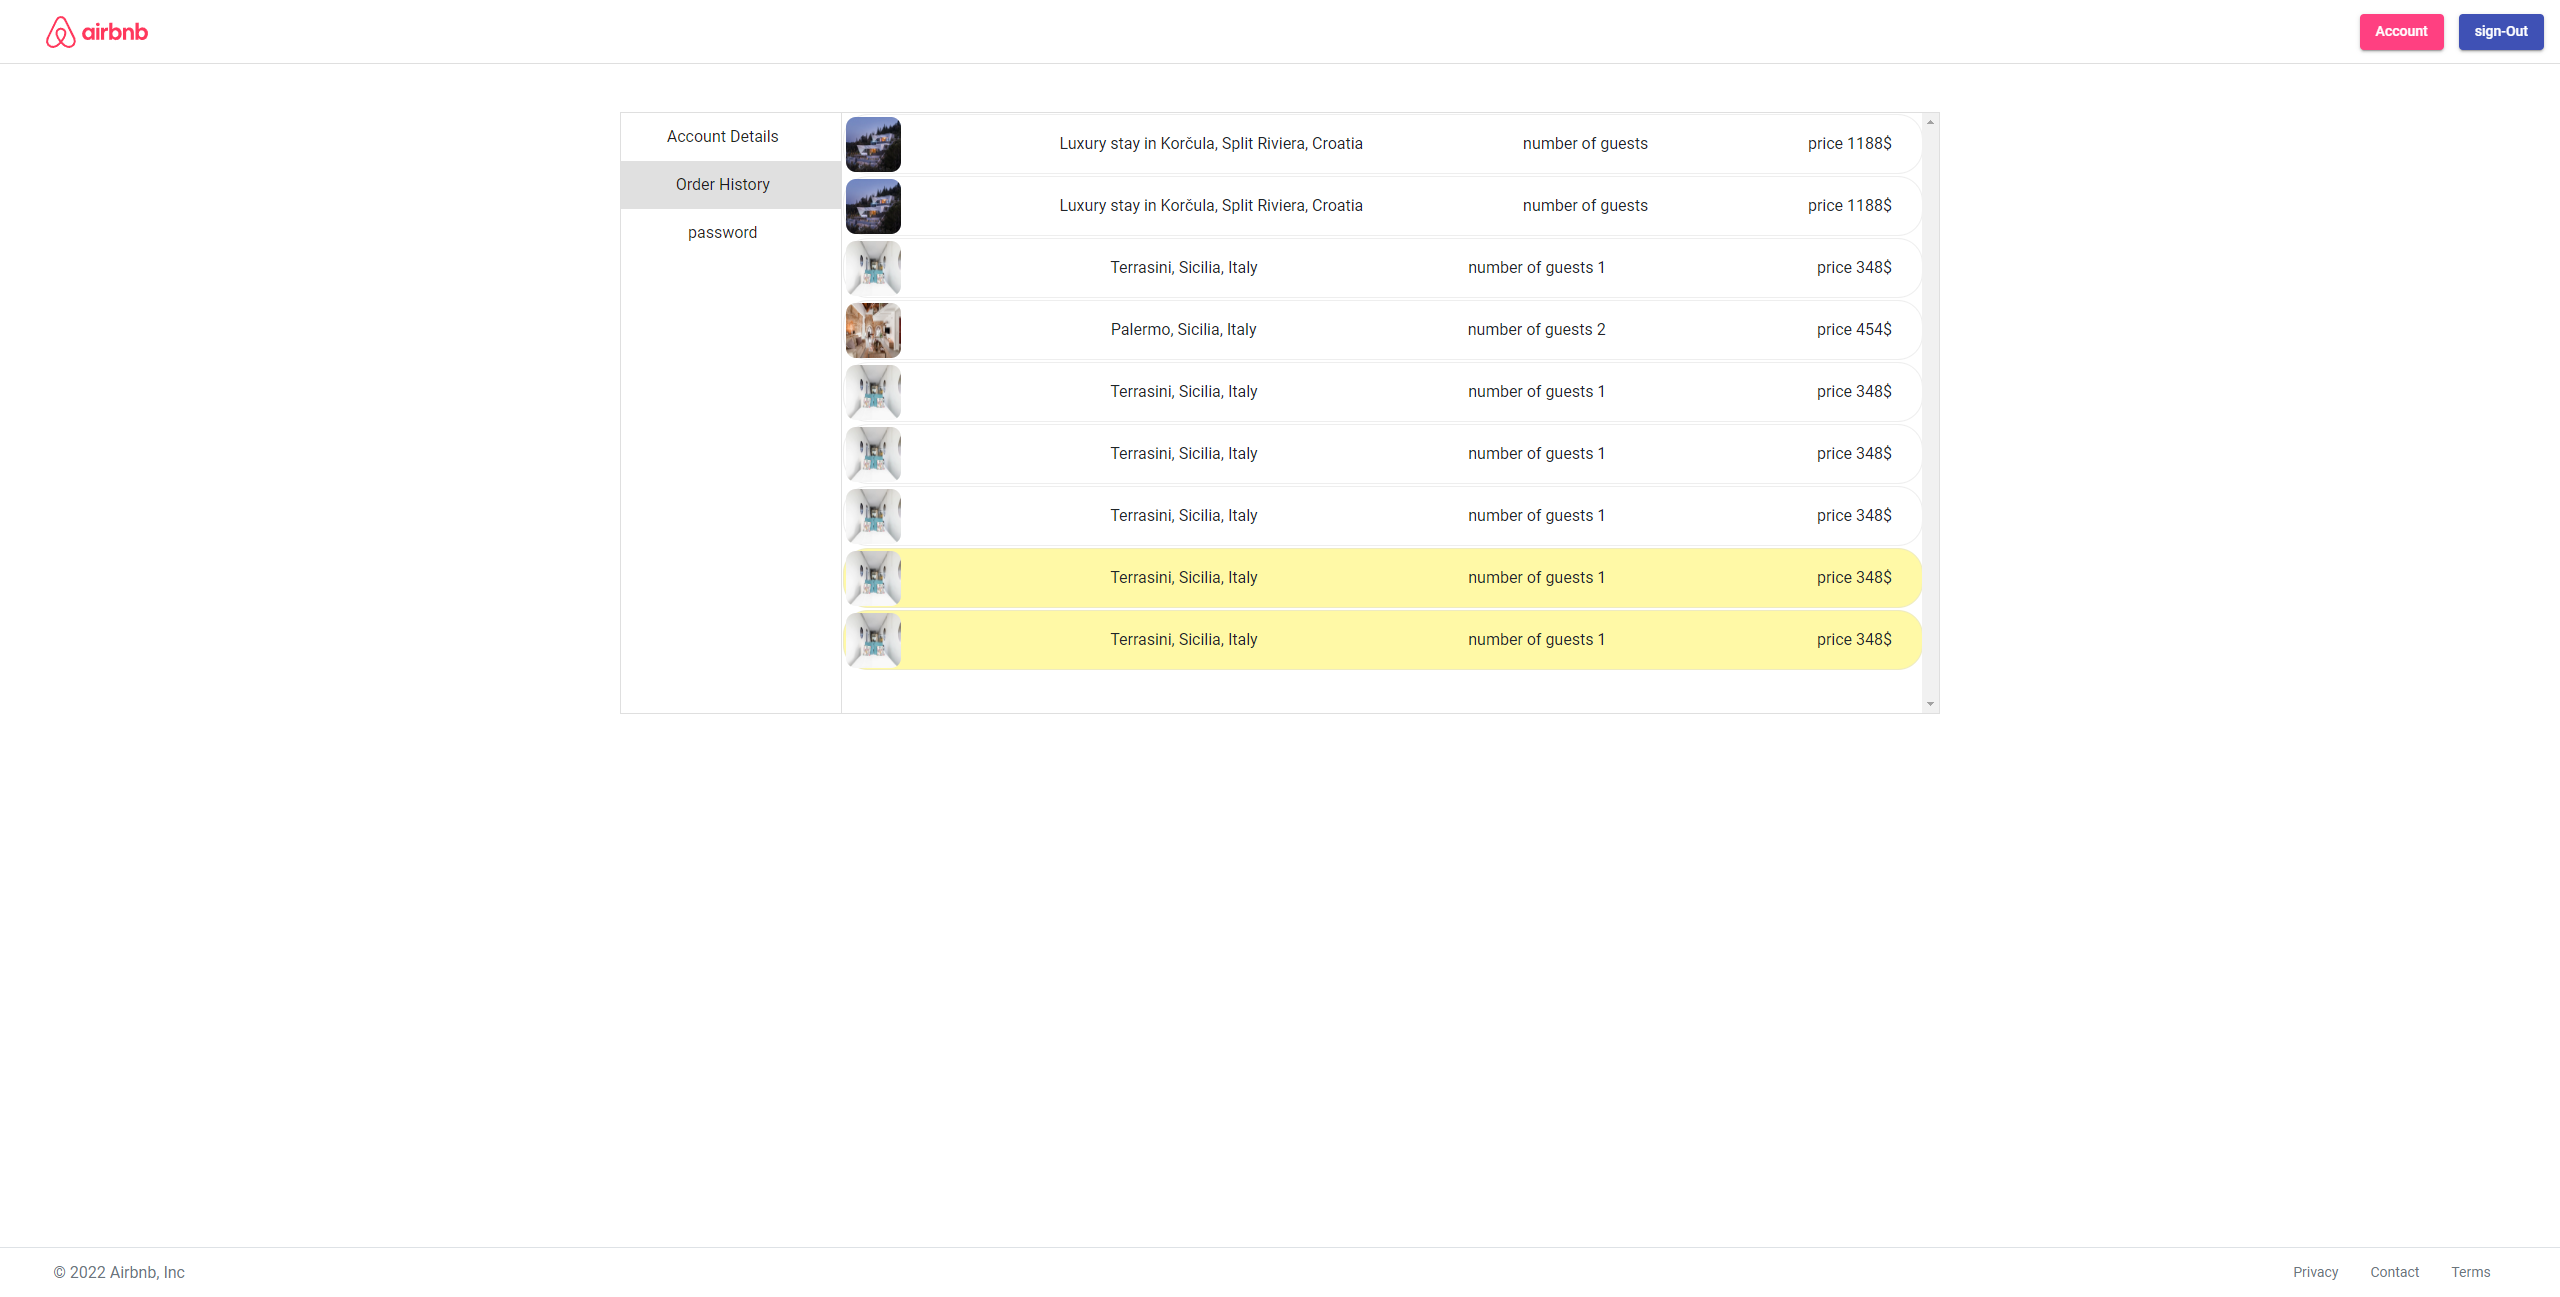 airbnb
Account sign-Out
Account Details
Order History
password
Luxury stay in Korčula, Split Riviera, Croatia number of guests price 1188$
Luxury stay in Korčula, Split Riviera, Croatia number of guests price 1188$
Terrasini, Sicilia, Italy number of guests 1 price 348$
Palermo, Sicilia, Italy number of guests 2 price 454$
Terrasini, Sicilia, Italy number of guests 1 price 348$
Terrasini, Sicilia, Italy number of guests 1 price 348$
Terrasini, Sicilia, Italy number of guests 1 price 348$
Terrasini, Sicilia, Italy number of guests 1 price 348$
Terrasini, Sicilia, Italy number of guests 1 price 348$
© 2022 Airbnb, Inc
Privacy Contact Terms